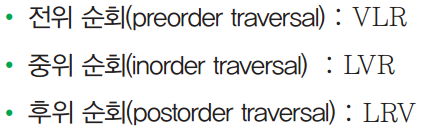 • 전위 순회(preorder traversal) : VLR
• 중위 순회(inorder traversal) : LVR
• 후위 순회(postorder traversal) : LRV